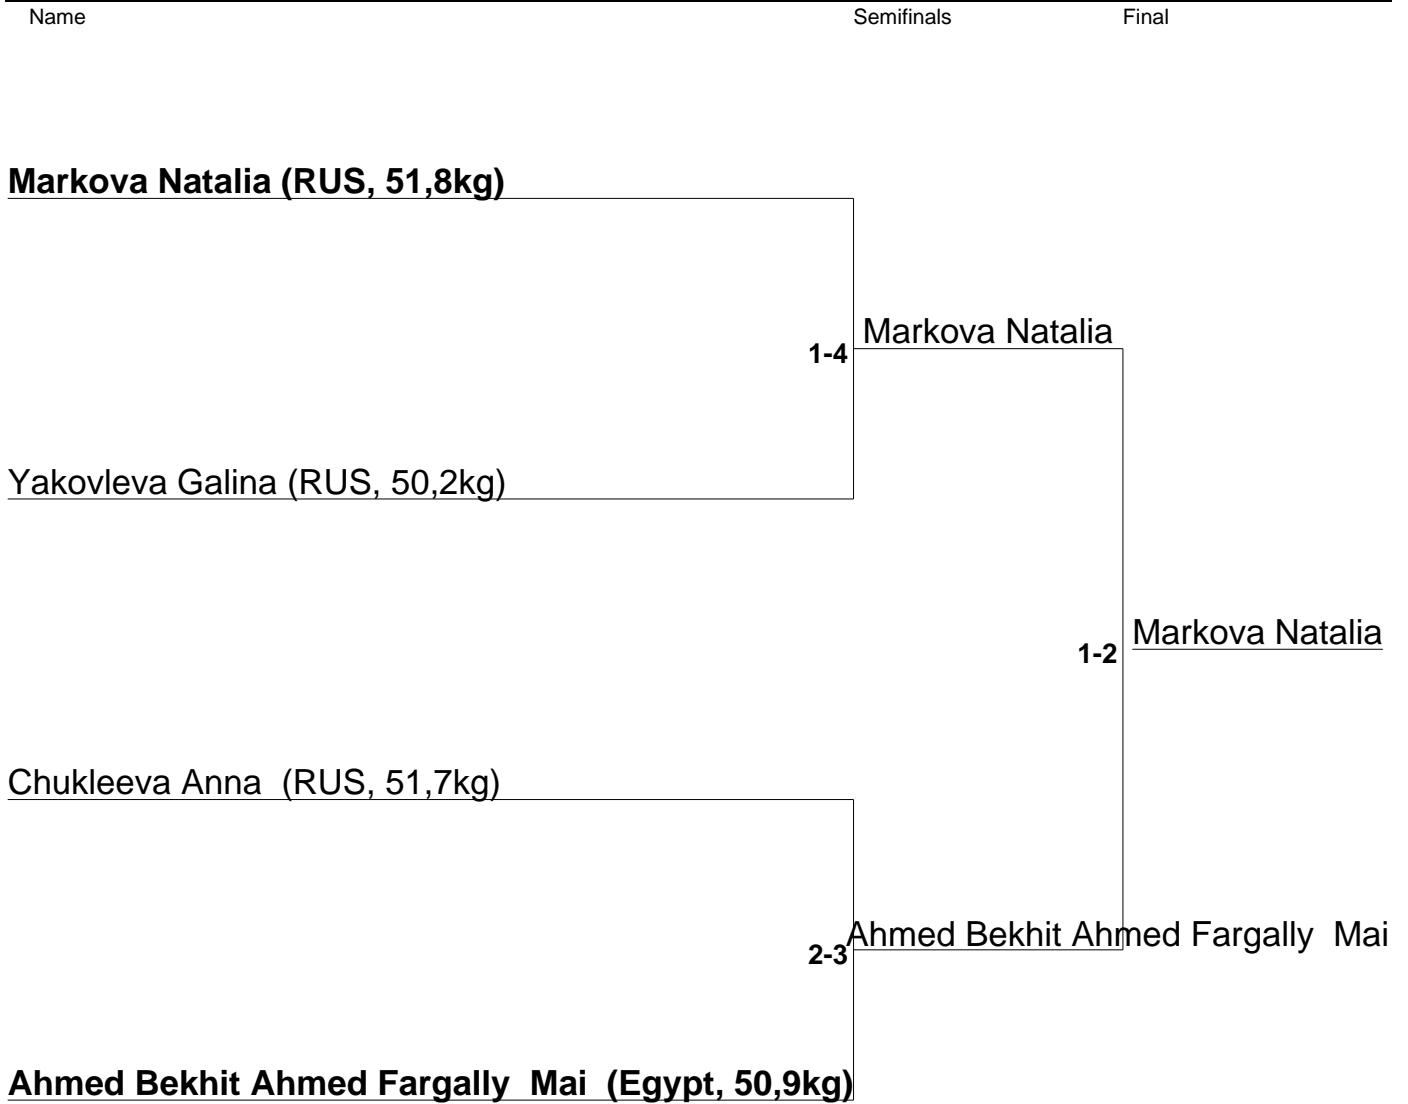 Name Semifinals Final
Markova Natalia (RUS, 51,8kg)
Markova Natalia
1-4
Yakovleva Galina (RUS, 50,2kg)
Markova Natalia
1-2
Chukleeva Anna  (RUS, 51,7kg)
Ahmed Bekhit Ahmed Fargally  Mai
2-3
Ahmed Bekhit Ahmed Fargally  Mai  (Egypt, 50,9kg)